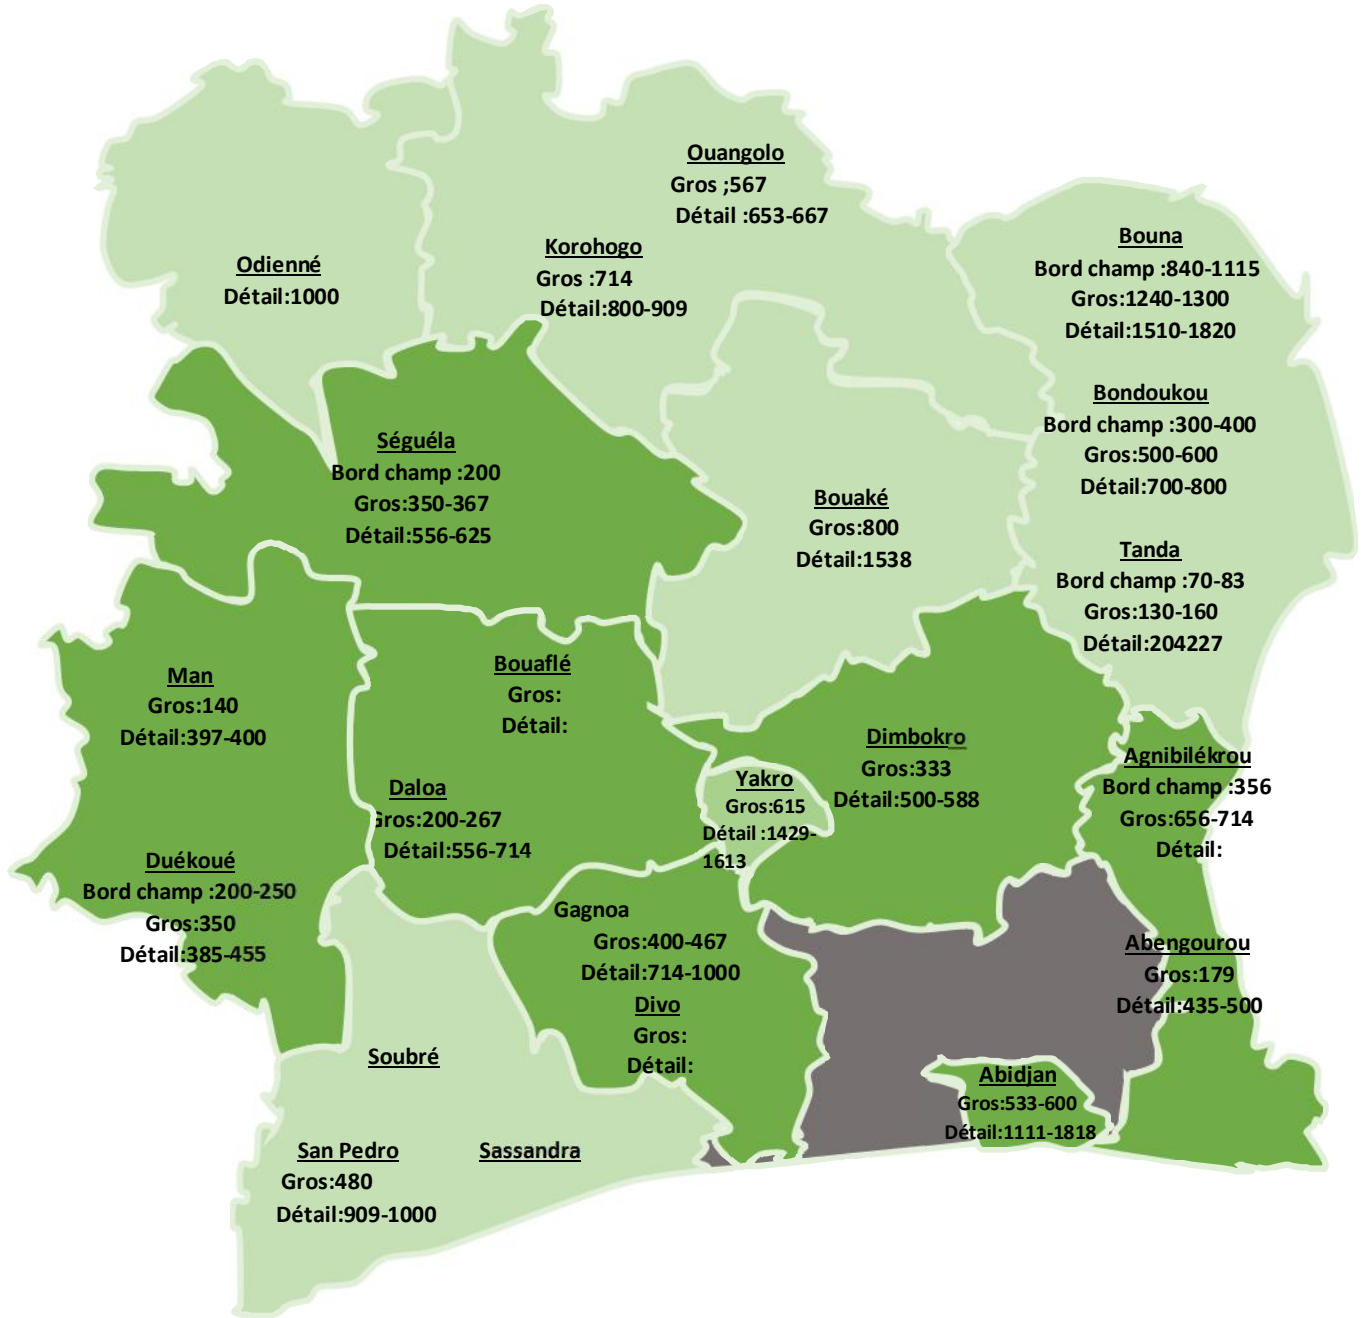 Ouangolo
Gros ;567
Détail :653-667
Korohogo
Gros :714
Détail:800-909
Odienné
Détail:1000
Bouna
Bord champ :840-1115
Gros:1240-1300
Détail:1510-1820
Bondoukou
Bord champ :300-400
Gros:500-600
Détail:700-800
Tanda
Bord champ :70-83
Gros:130-160
Détail:204227
Séguéla
Bord champ :200
Gros:350-367
Détail:556-625
Bouaké
Gros:800
Détail:1538
Man
Gros:140
Détail:397-400
Bouaflé
Gros:
Détail:
Daloa
Gros:200-267
Détail:556-714
Yakro
Gros:615
Détail :1429-
1613
Dimbokro
Gros:333
Détail:500-588
Agnibilékrou
Bord champ :356
Gros:656-714
Détail:
Duékoué
Bord champ :200-250
Gros:350
Détail:385-455
Gagnoa
Gros:400-467
Détail:714-1000
Divo
Gros:
Détail:
Abengourou
Gros:179
Détail:435-500
Soubré
Abidjan
Gros:533-600
Détail:1111-1818
San Pedro
Gros:480
Détail:909-1000
Sassandra